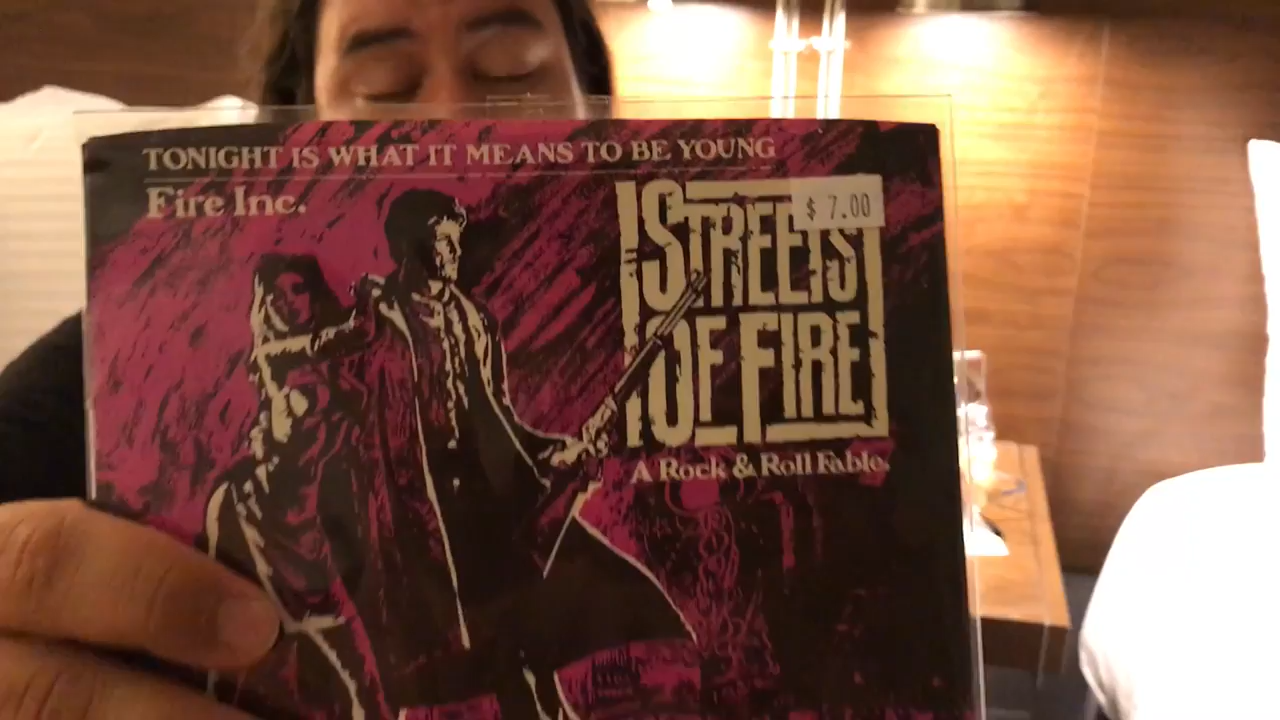 TONIGHT IS WHAT IT MEANS TO BE YOUNG
Fire Inc.
$ 7.00
STREETS
OF FIRE
A Rock & Roll Fable.